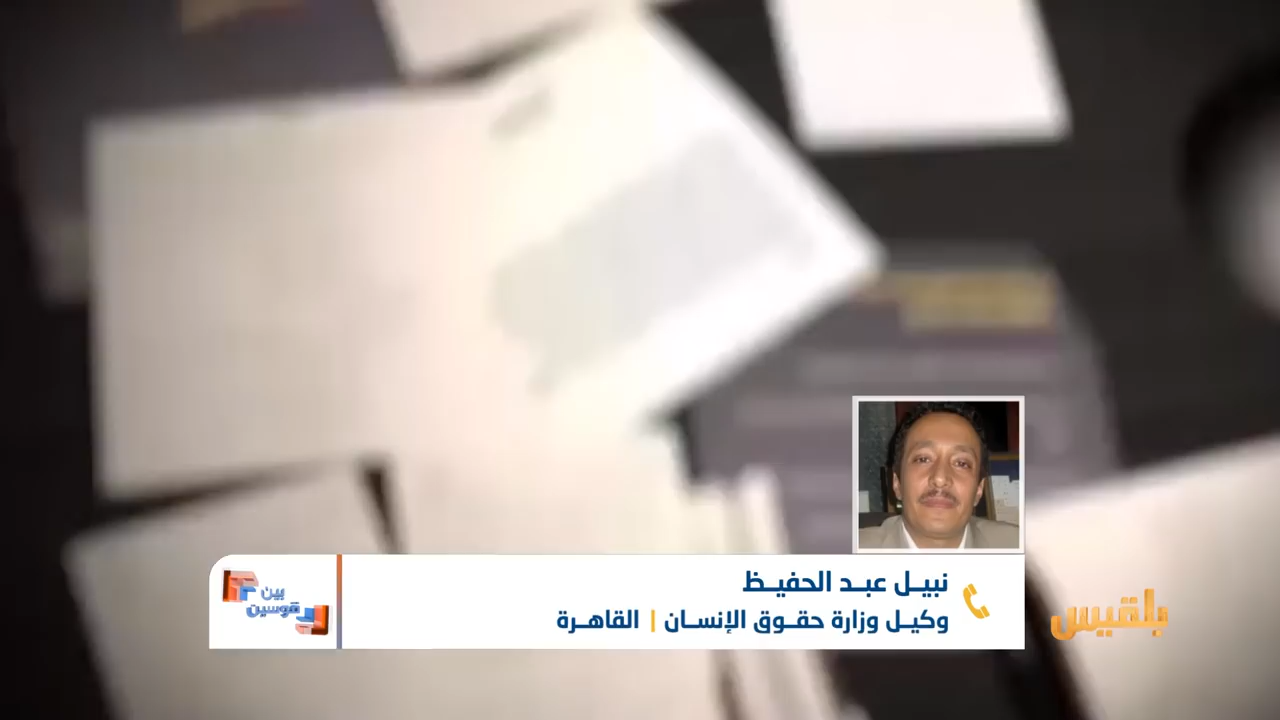 نبيل عبد الحفيظ
وكيل وزارة حقوق الإنسان | القاهرة
بين
قوسين
بلقيس